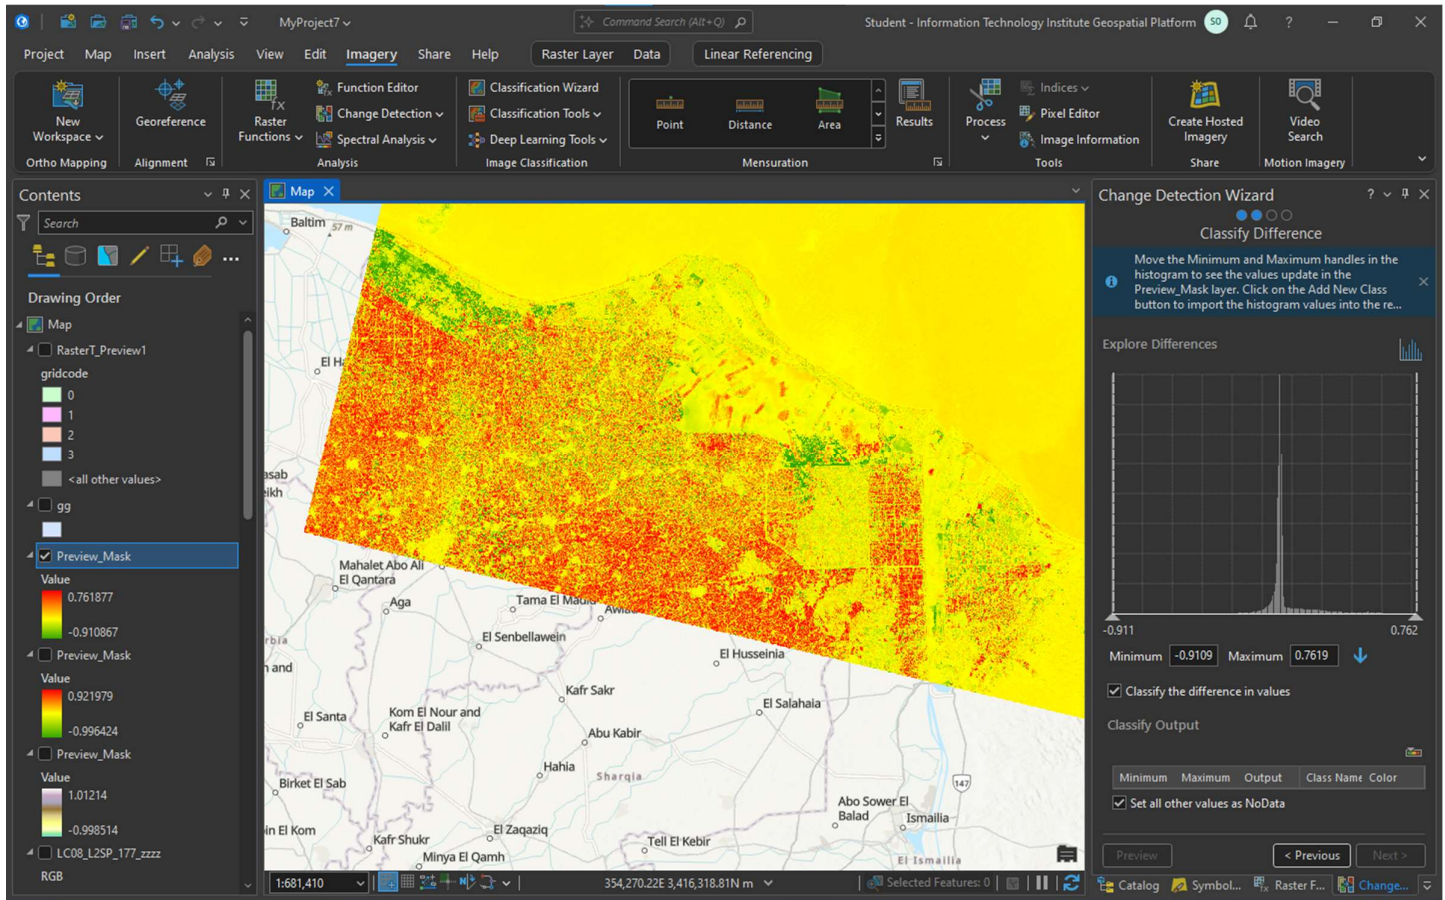 MyProject7
Command Search (Alt+Q)
Student - Information Technology Institute Geospatial Platform
SO
?
Project Map Insert Analysis View Edit Imagery Share Help Raster Layer Data Linear Referencing
New Workspace
Ortho Mapping
Georeference
Alignment
Raster Functions
Function Editor
Change Detection
Spectral Analysis
Analysis
Classification Wizard
Classification Tools
Deep Learning Tools
Image Classification
Point
Distance
Area
Results
Mensuration
Process
Indices
Pixel Editor
Image Information
Tools
Create Hosted Imagery
Share
Video Search
Motion Imagery
Contents
Search
Drawing Order
Map
RasterT_Preview1
gridcode
0
1
2
3
<all other values>
gg
Preview_Mask
Value
0.761877
-0.910867
Preview_Mask
Value
0.921979
-0.996424
Preview_Mask
Value
1.01214
-0.998514
LC08_L2SP_177_zzzz
RGB
Map
Baltim
57 m
El H
asab
ikh
Mahalet Abo Ali
El Qantara
Aga
Tama El
El Senbellawein
El Husseinia
rbia
n and
Kafr Sakr
El Salahaia
El Santa
Kom El Nour and
Kafr El Dalil
Abu Kabir
Hahia
Sharqia
Birket El Sab
147
Abo Sower El
Balad
Ismailia
in El Kom
El Zaqaziq
Kafr Shukr
Tell El Kebir
Minya El Qamh
El Ismailia
1:681,410
354,270.22E 3,416,318.81N m
Selected Features: 0
Change Detection Wizard
?
Classify Difference
Move the Minimum and Maximum handles in the
histogram to see the values update in the
Preview_Mask layer. Click on the Add New Class
button to import the histogram values into the re...
Explore Differences
-0.911 0.762
Minimum -0.9109 Maximum 0.7619
Classify the difference in values
Classify Output
Minimum Maximum Output Class Name Color
Set all other values as NoData
Preview < Previous Next >
Catalog Symbol... Raster F... Change...